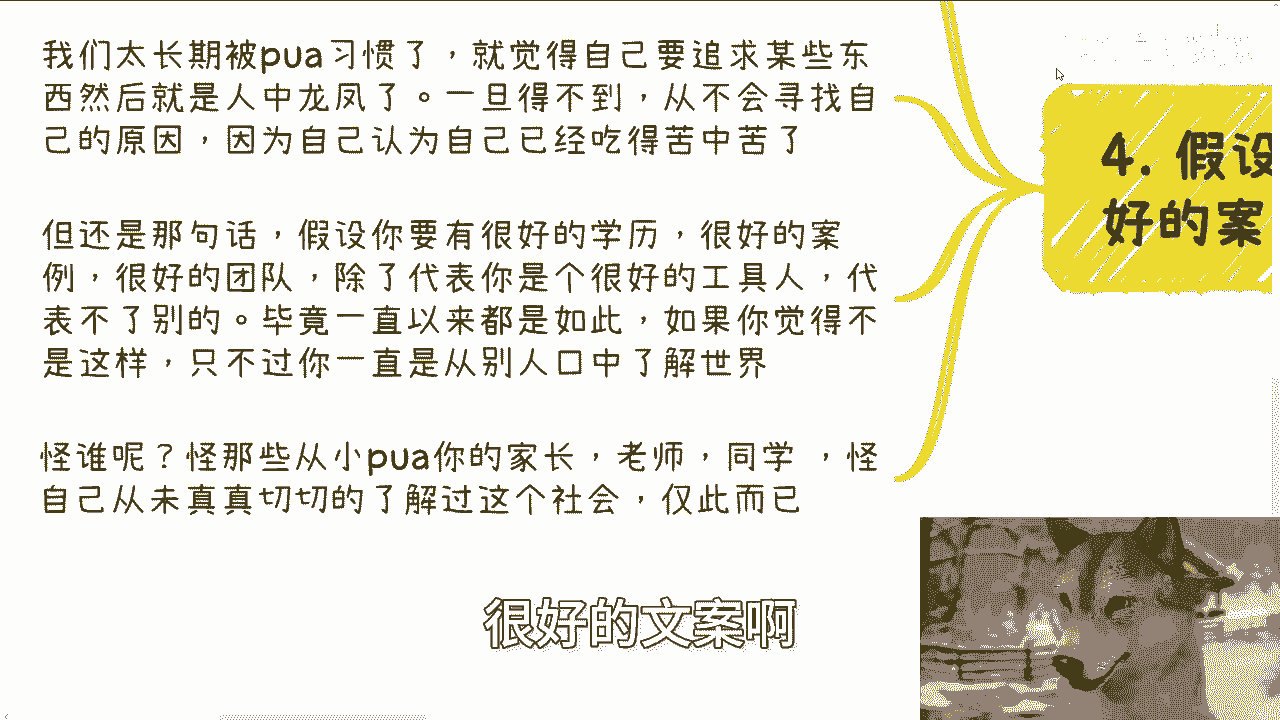 我们太长期被pua习惯了，就觉得自己要追求某些东
西然后就是人中龙凤了。一旦得不到，从不会寻找自
己的原因，因为自己认为自己已经吃得苦中苦了
但还是那句话，假设你要有很好的学历，很好的案
例，很好的团队，除了代表你是个很好的工具人，代
表不了别的。毕竟一直以来都是如此，如果你觉得不
是这样，只不过你一直是从别人口中了解世界
怪谁呢？怪那些从小pua你的家长，老师，同学 ，怪
自己从未真真切切的了解过这个社会，仅此而已
4. 假设
好的案
很好的文案啊